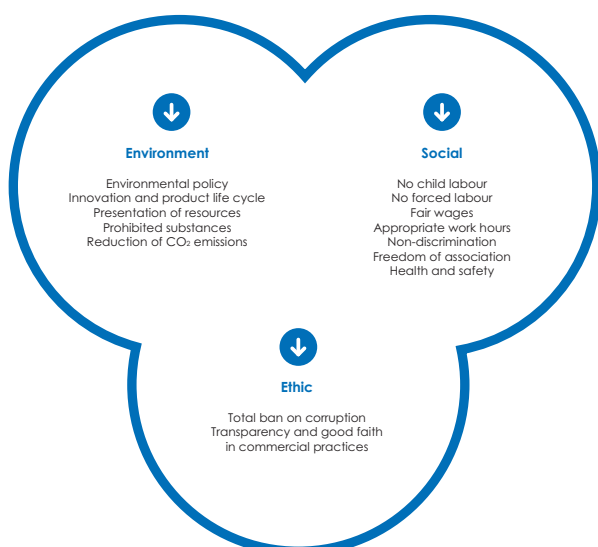 Environment
Environmental policy
Innovation and product life cycle
Presentation of resources
Prohibited substances
Reduction of CO₂ emissions
Social
No child labour
No forced labour
Fair wages
Appropriate work hours
Non-discrimination
Freedom of association
Health and safety
Ethic
Total ban on corruption
Transparency and good faith
in commercial practices